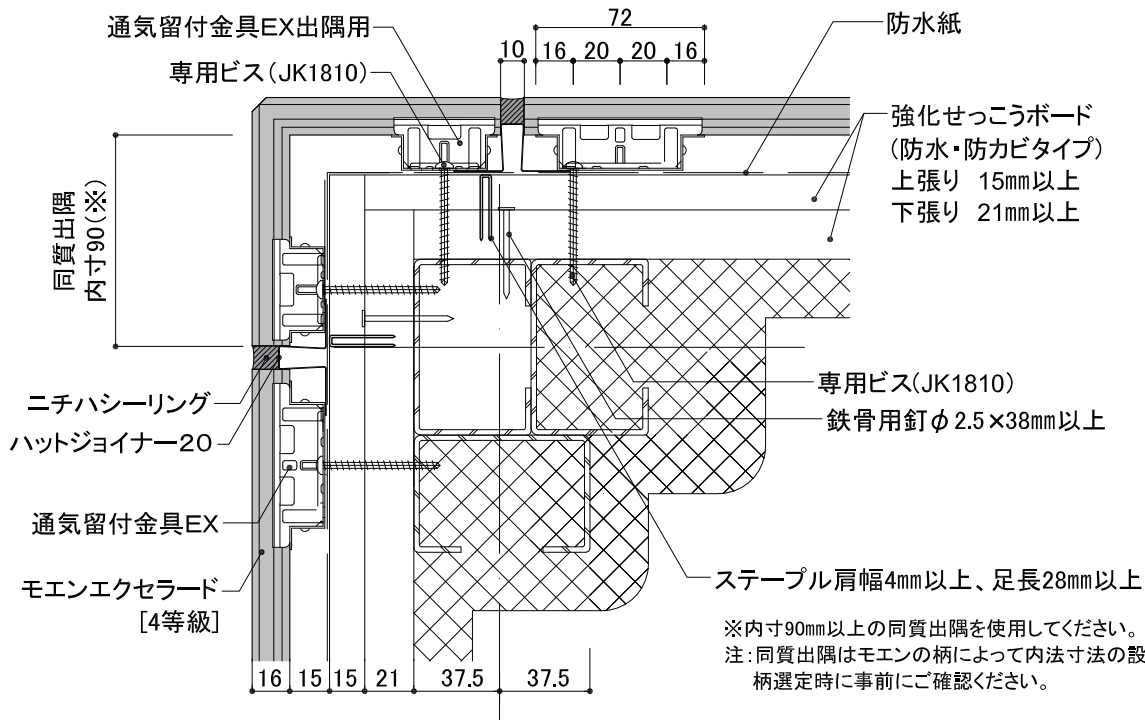 通気留付金具EX出隅用
専用ビス(JK1810)
72
10 16 20 20 16
防水紙
強化せっこうボード
(防水・防カビタイプ)
上張り 15mm以上
下張り 21mm以上
同質出隅
内寸90(※)
ニチハシーリング
ハットジョイナー20
通気留付金具EX
モエンエクセラード
[4等級]
専用ビス(JK1810)
鉄骨用釘φ2.5×38mm以上
ステープル肩幅4mm以上、足長28mm以上
※内寸90mm以上の同質出隅を使用してください。
注:同質出隅はモエンの柄によって内法寸法の設
柄選定時に事前にご確認ください。
16 15 15 21 37.5 37.5